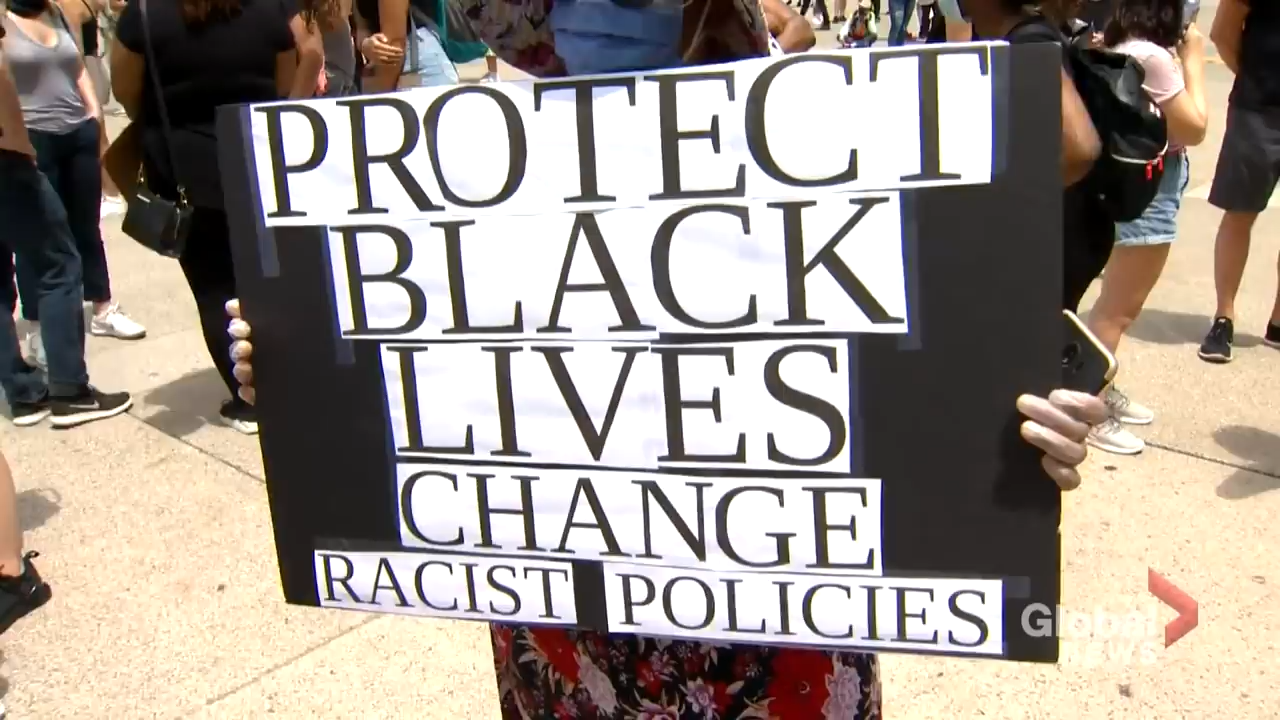 PROTECT
BLACK
LIVES
CHANGE
RACIST POLICIES
Global
news